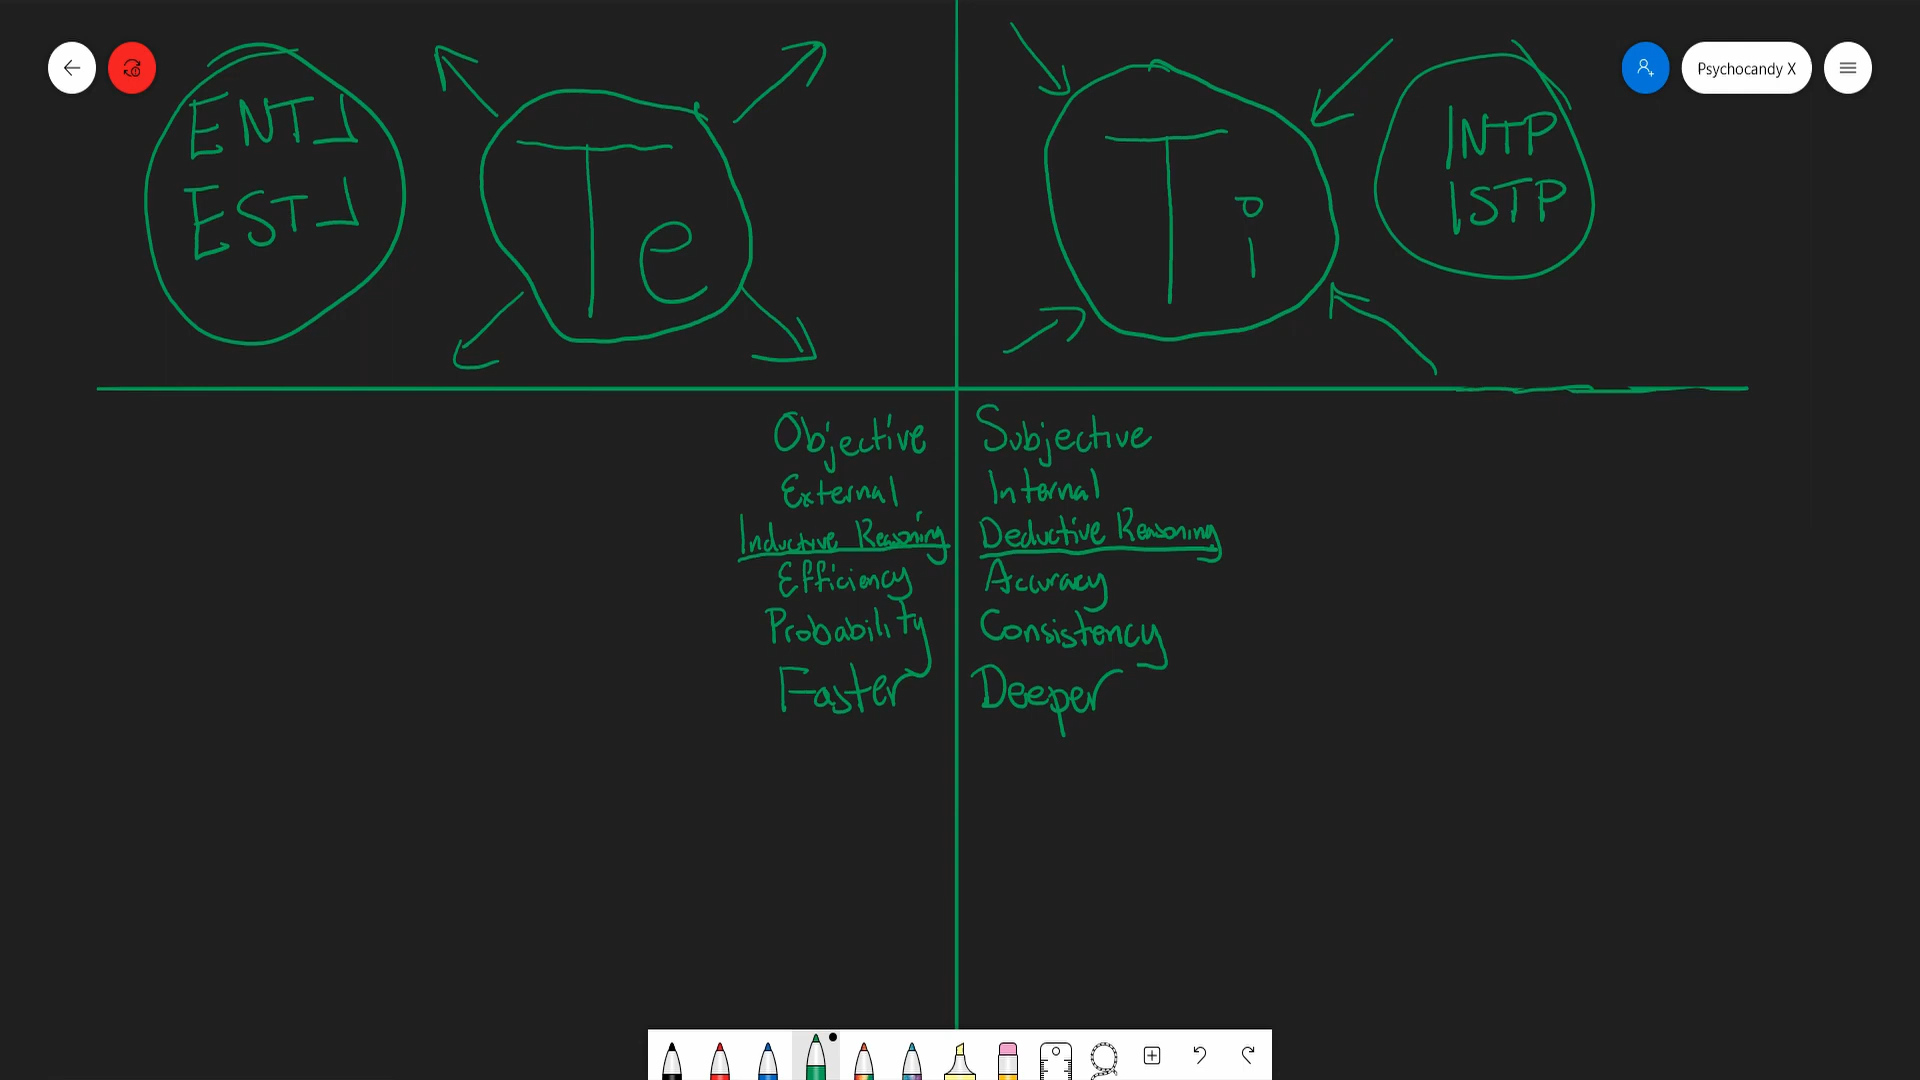 ENTJ
ESTJ
Te
Ti
INTP
ISTP
Psychocandy X
Objective
External
Inductive Reasoning
Efficiency
Probability
Faster
Subjective
Internal
Deductive Reasoning
Accuracy
Consistency
Deeper